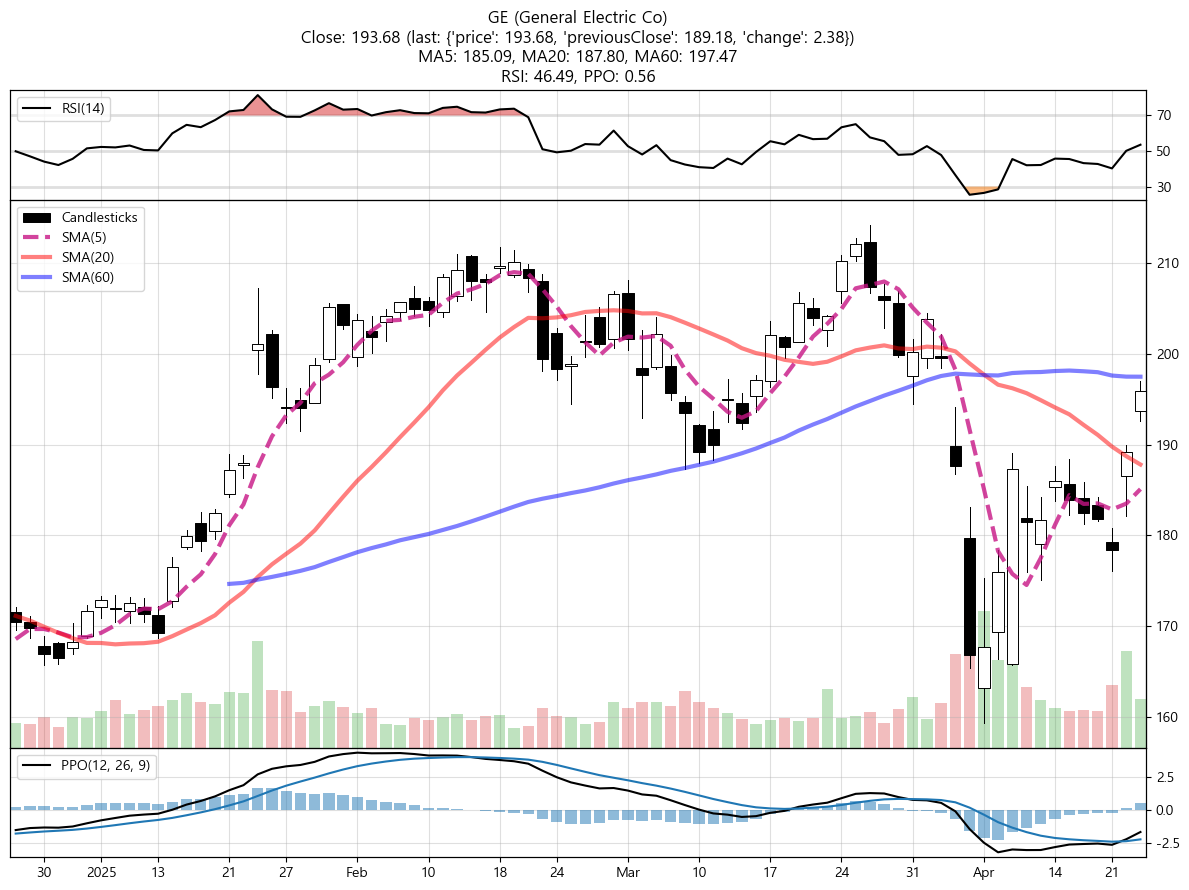 GE (General Electric Co)
Close: 193.68 (last: {'price': 193.68, 'previousClose': 189.18, 'change': 2.38})
MA5: 185.09, MA20: 187.80, MA60: 197.47
RSI: 46.49, PPO: 0.56
RSI(14)
70
50
30
Candlesticks
SMA(5)
SMA(20)
SMA(60)
210
200
190
180
170
160
PPO(12, 26, 9)
2.5
0.0
−2.5
30 2025 13 21 27 Feb 10 18 24 Mar 10 17 24 31 Apr 14 21